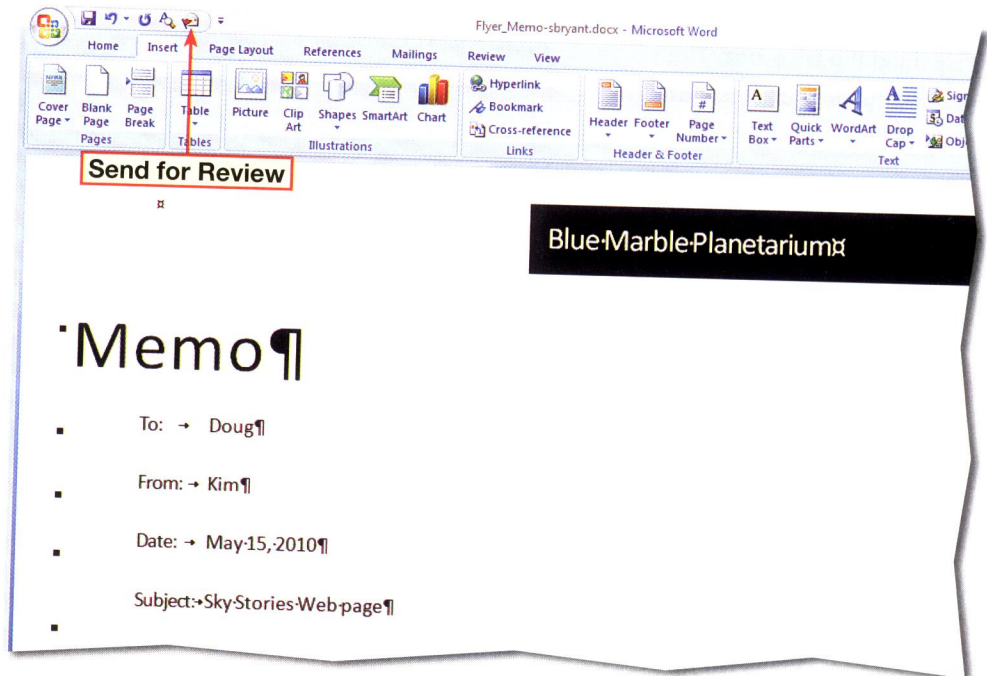 Flyer_Memo-sbryant.docx - Microsoft Word
Home Insert Page Layout References Mailings Review View
Cover Page Blank Page Page Break Table Picture Clip Art Shapes SmartArt Chart Hyperlink Bookmark Cross-reference Header Footer Page Number Text Box Quick Parts WordArt Drop Cap
Pages Tables Illustrations Links Header & Footer Text
Send for Review
Blue·Marble·Planetarium¤
Memo¶
To: → Doug¶
From: → Kim¶
Date: → May·15,·2010¶
Subject:→Sky·Stories·Web·page¶